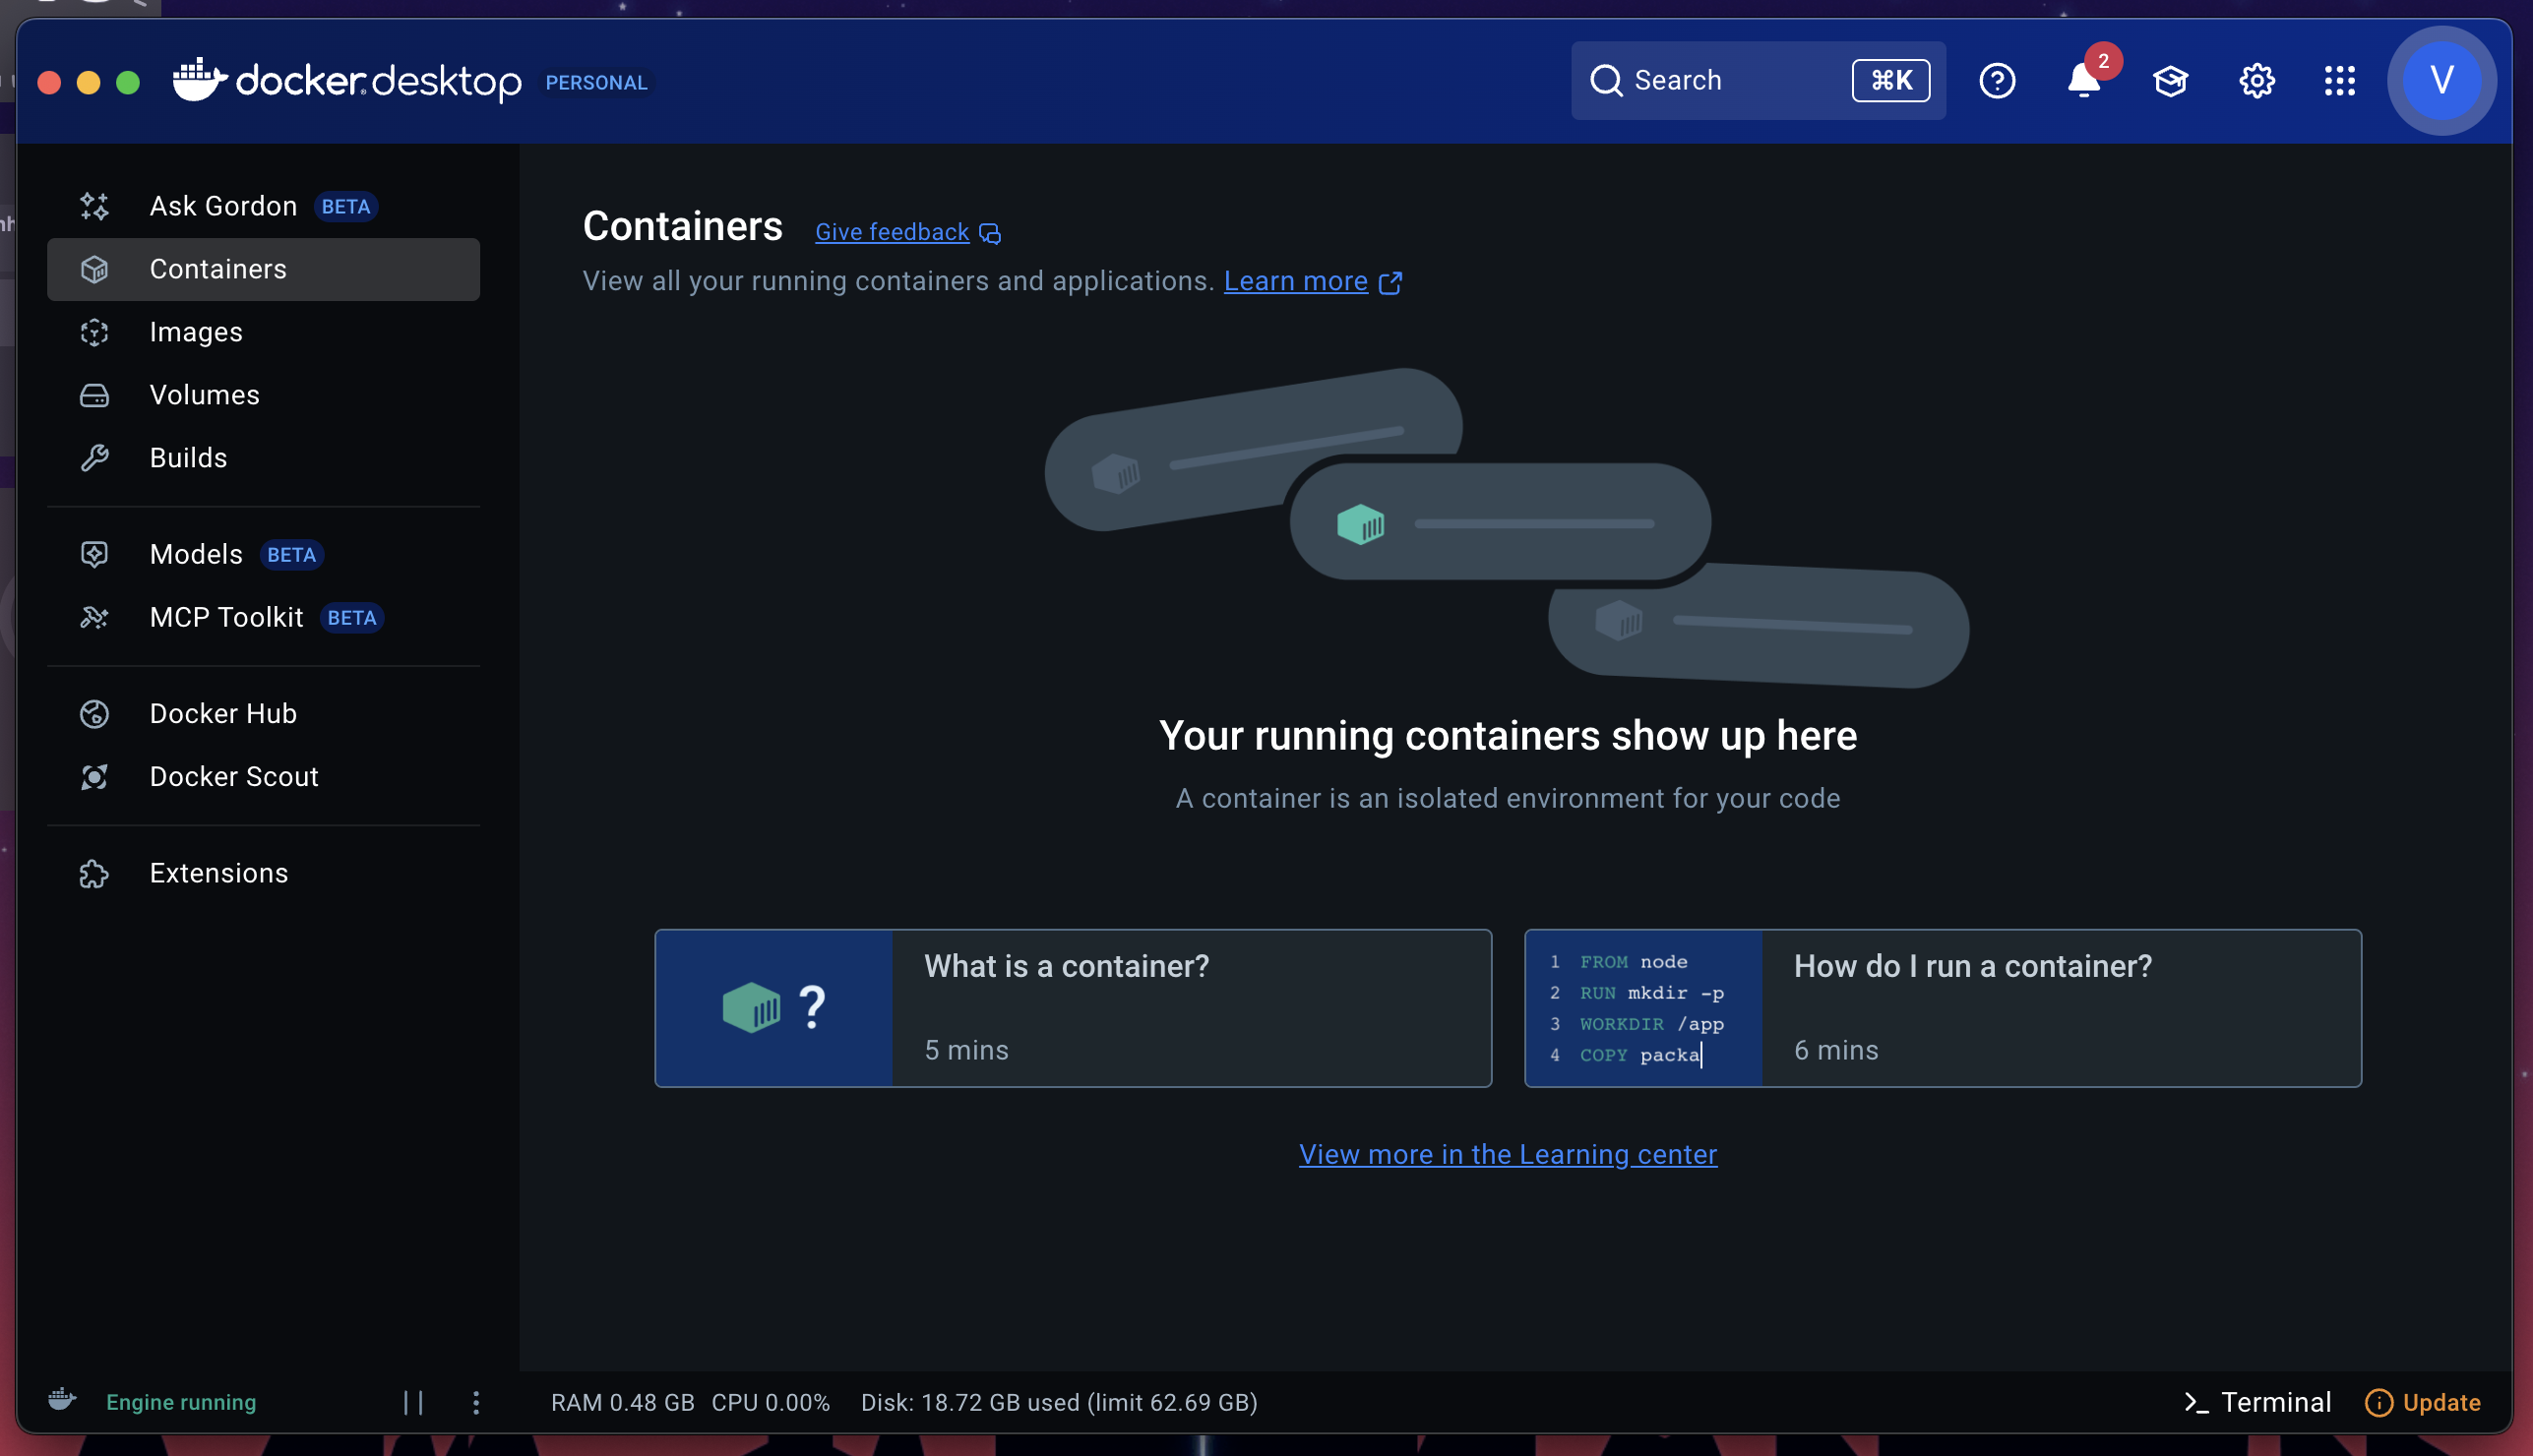 docker desktop PERSONAL
Search ⌘K
2
V
Ask Gordon BETA
Containers
Images
Volumes
Builds
Models BETA
MCP Toolkit BETA
Docker Hub
Docker Scout
Extensions
Containers Give feedback
View all your running containers and applications. Learn more
Your running containers show up here
A container is an isolated environment for your code
?
What is a container?
5 mins
1 FROM node
2 RUN mkdir -p
3 WORKDIR /app
4 COPY packa
How do I run a container?
6 mins
View more in the Learning center
Engine running
RAM 0.48 GB CPU 0.00% Disk: 18.72 GB used (limit 62.69 GB)
>_ Terminal
Update